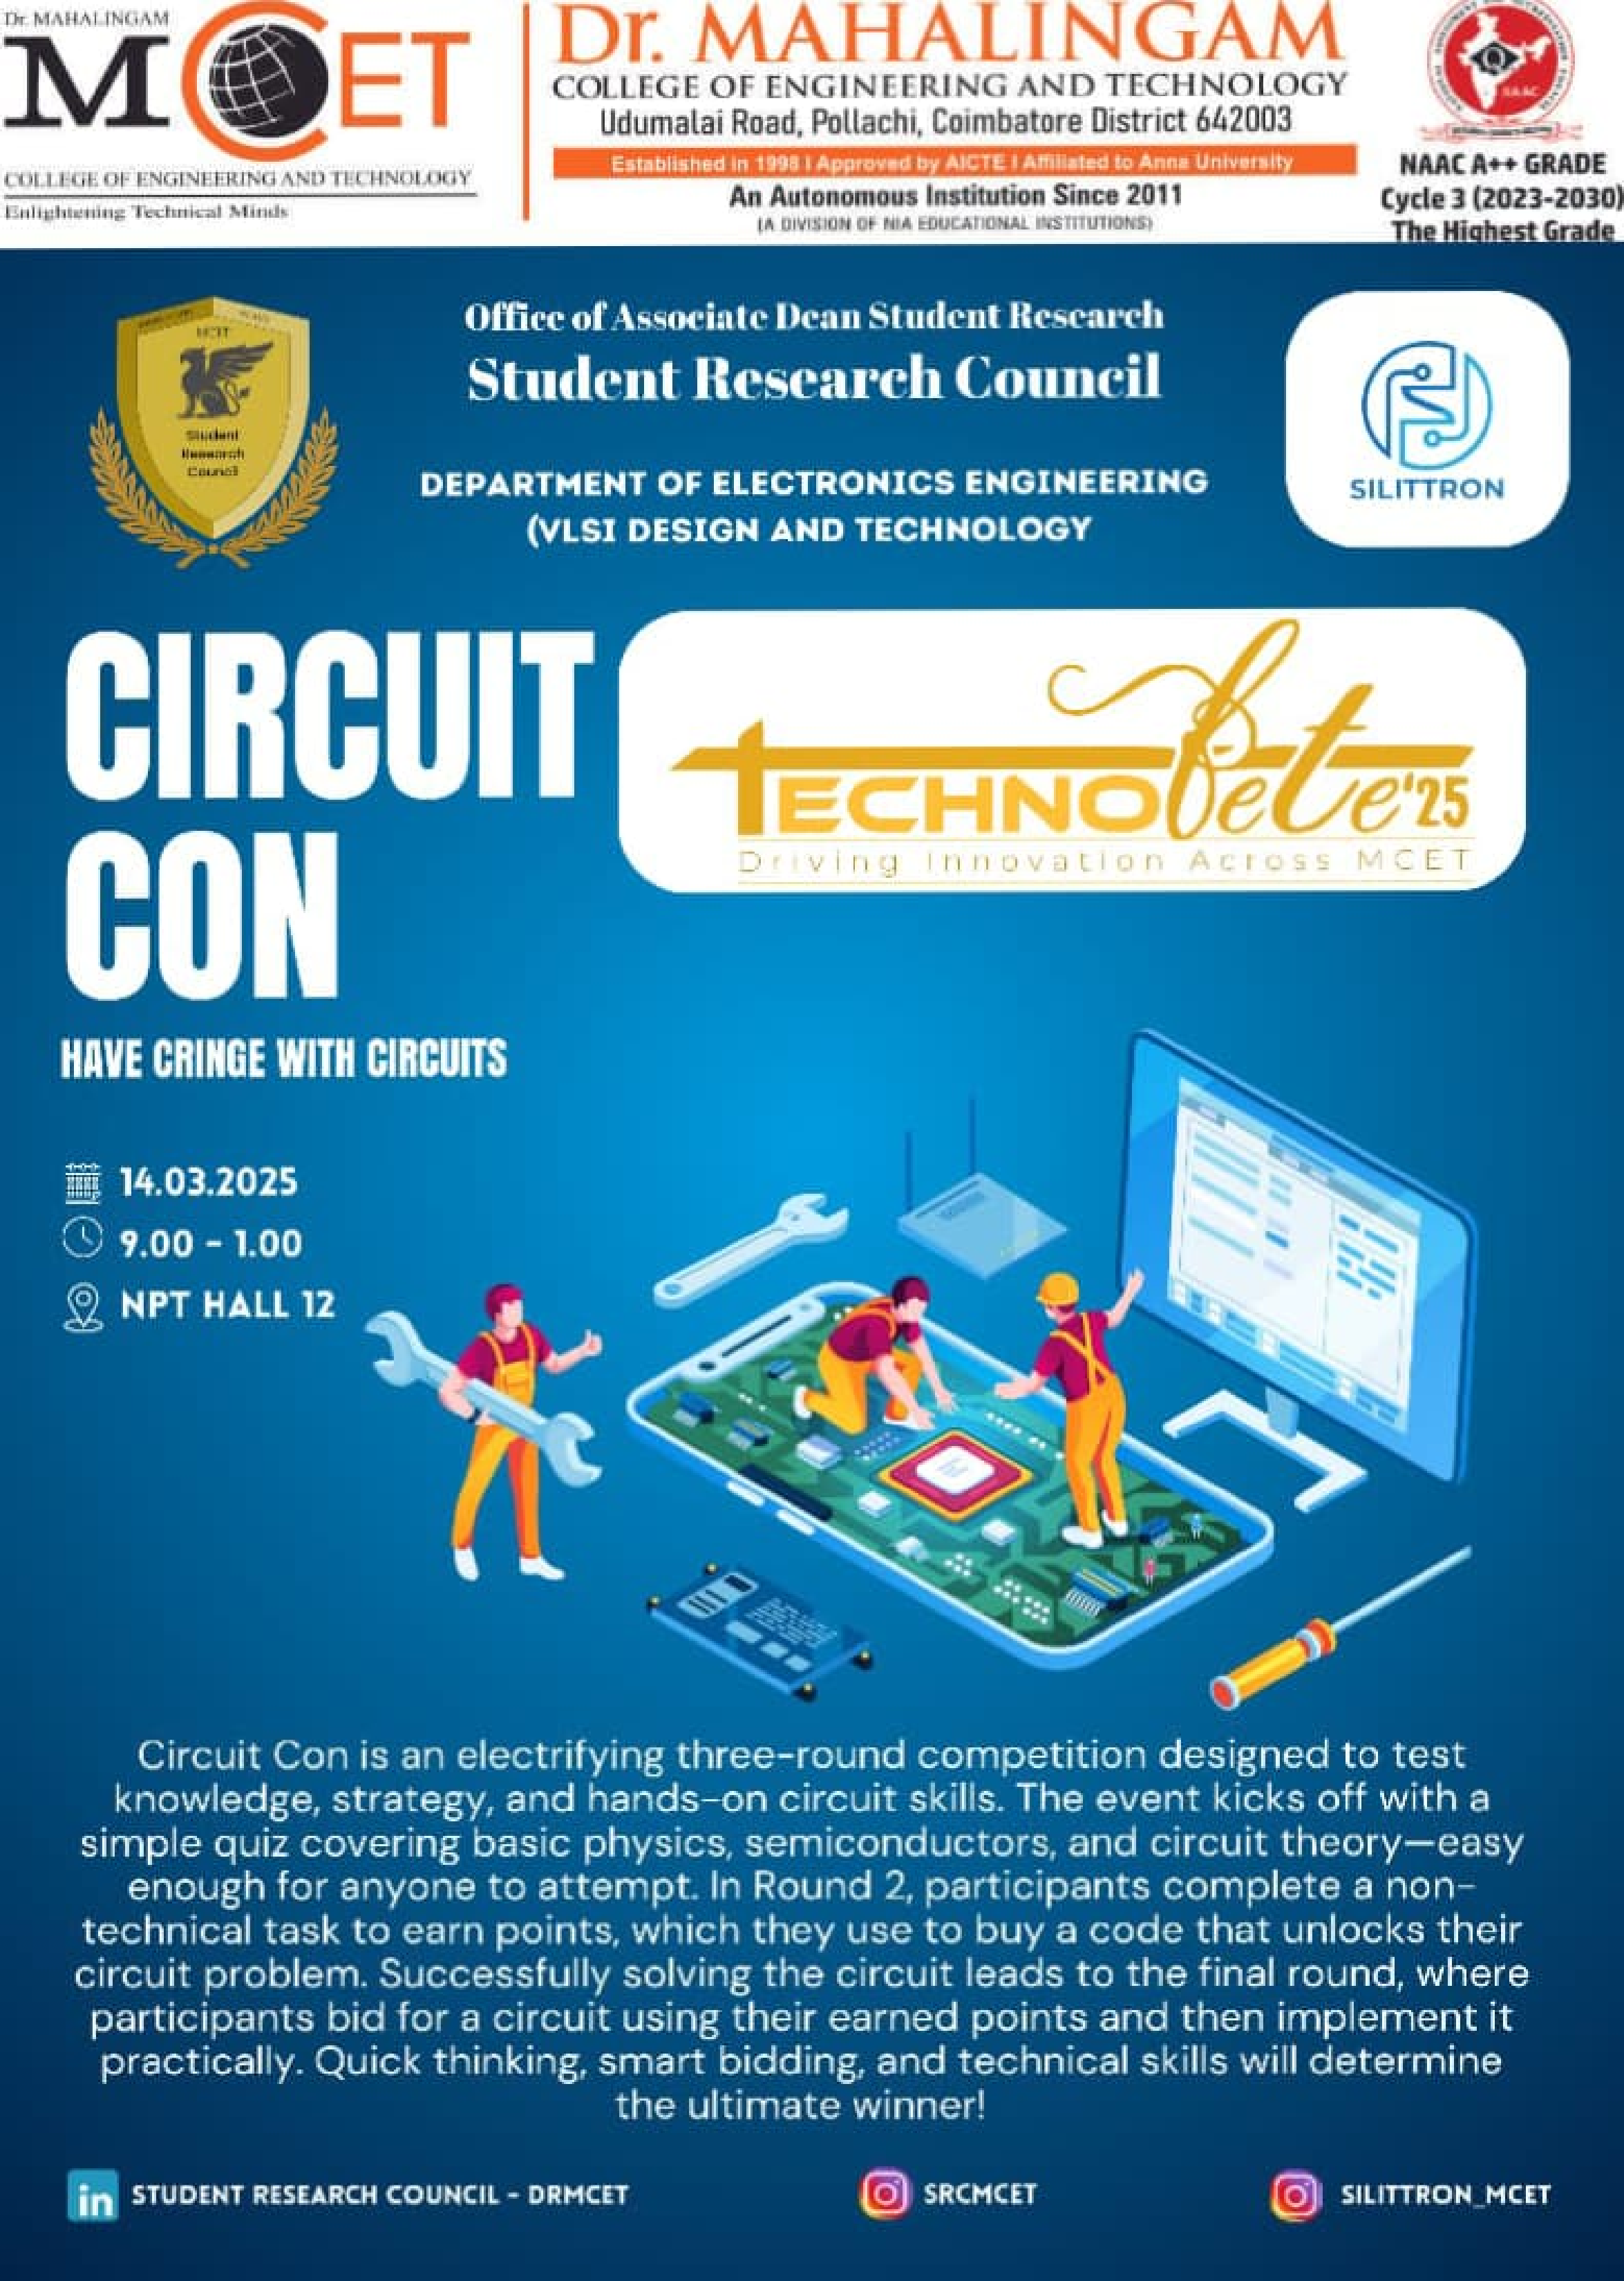 Dr. MAHALINGAM
MCET
COLLEGE OF ENGINEERING AND TECHNOLOGY
Enlightening Technical Minds
Dr. MAHALINGAM
COLLEGE OF ENGINEERING AND TECHNOLOGY
Udumalai Road, Pollachi, Coimbatore District 642003
Established in 1998 I Approved by AICTE I Affiliated to Anna University
An Autonomous Institution Since 2011
(A DIVISION OF NIA EDUCATIONAL INSTITUTIONS)
NAAC
NAAC A++ GRADE
Cycle 3 (2023-2030)
The Highest Grade
MCET
Student
Research
Council
Office of Associate Dean Student Research
Student Research Council
DEPARTMENT OF ELECTRONICS ENGINEERING
(VLSI DESIGN AND TECHNOLOGY
SILITTRON
CIRCUIT
CON
TECHNOfete'25
Driving Innovation Across MCET
HAVE CRINGE WITH CIRCUITS
14.03.2025
9.00 - 1.00
NPT HALL 12
Circuit Con is an electrifying three-round competition designed to test
knowledge, strategy, and hands-on circuit skills. The event kicks off with a
simple quiz covering basic physics, semiconductors, and circuit theory—easy
enough for anyone to attempt. In Round 2, participants complete a non-
technical task to earn points, which they use to buy a code that unlocks their
circuit problem. Successfully solving the circuit leads to the final round, where
participants bid for a circuit using their earned points and then implement it
practically. Quick thinking, smart bidding, and technical skills will determine
the ultimate winner!
in STUDENT RESEARCH COUNCIL - DRMCET
SRCMCET
SILITTRON_MCET